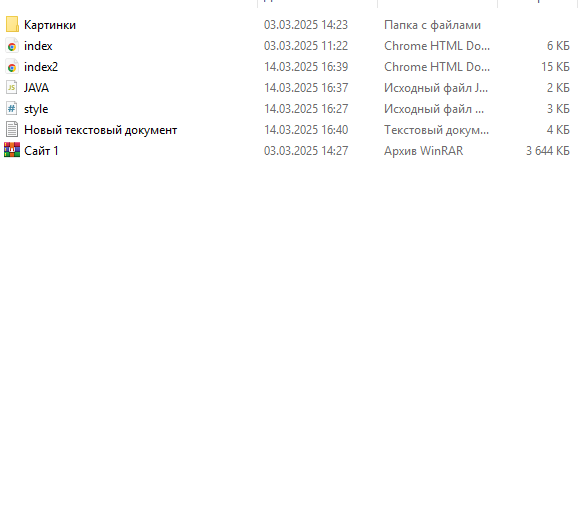 Картинки 03.03.2025 14:23 Папка с файлами
index 03.03.2025 11:22 Chrome HTML Do... 6 КБ
index2 14.03.2025 16:39 Chrome HTML Do... 15 КБ
JAVA 14.03.2025 16:37 Исходный файл J... 2 КБ
style 14.03.2025 16:27 Исходный файл ... 3 КБ
Новый текстовый документ 14.03.2025 16:40 Текстовый докум... 4 КБ
Сайт 1 03.03.2025 14:27 Архив WinRAR 3 644 КБ